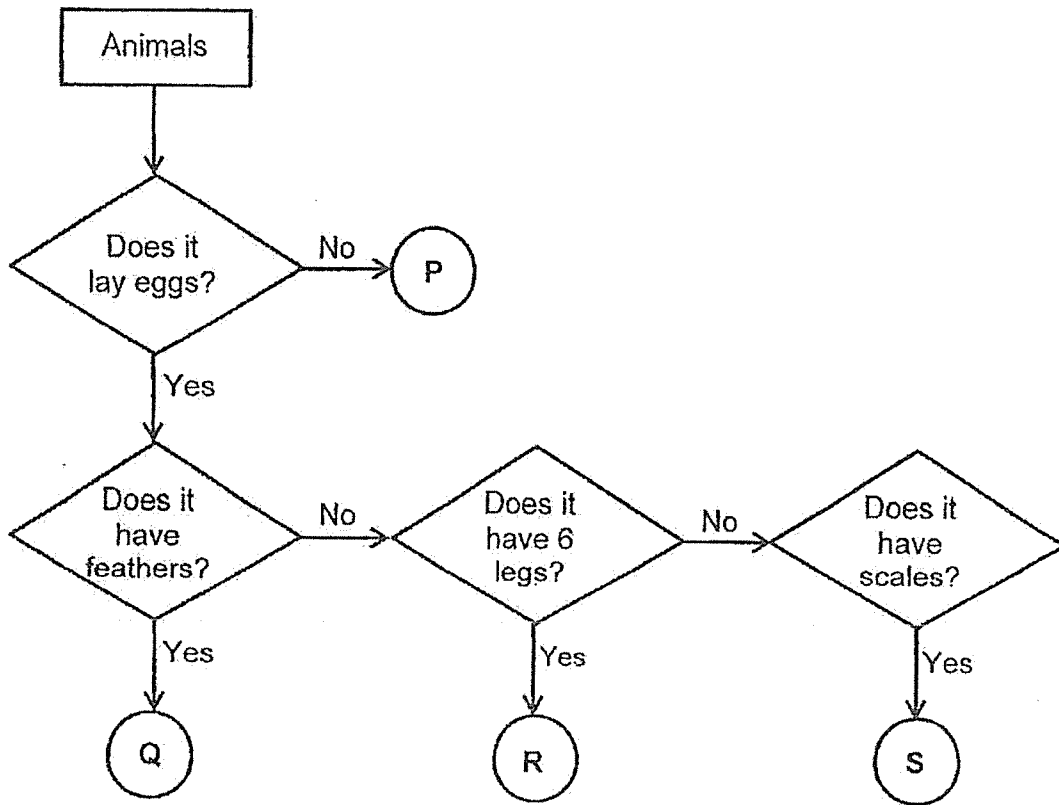 Animals
Does it
lay eggs?
No
P
Yes
Does it
have
feathers?
No
Does it
have 6
legs?
No
Does it
have
scales?
Yes
Yes
Yes
Q
R
S